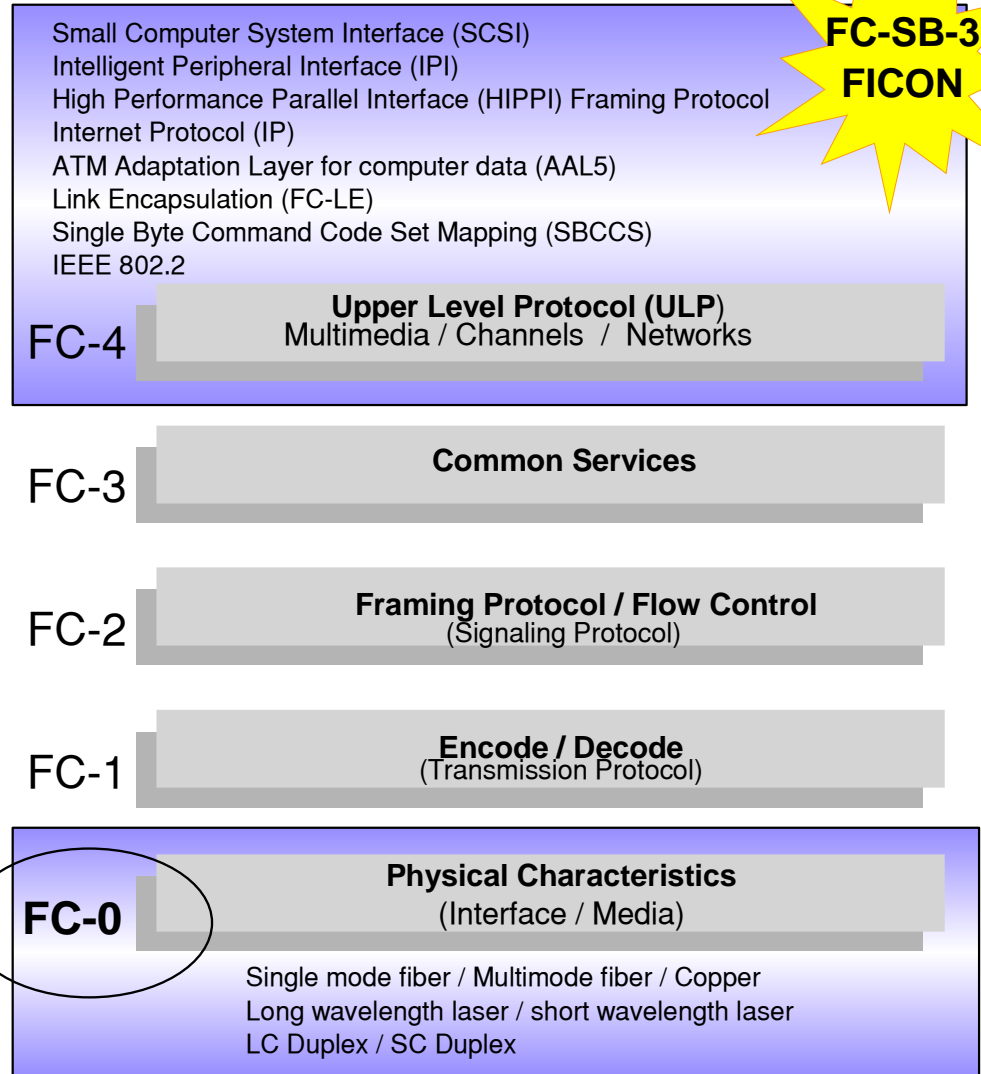 FC-SB-3
FICON
Small Computer System Interface (SCSI)
Intelligent Peripheral Interface (IPI)
High Performance Parallel Interface (HIPPI) Framing Protocol
Internet Protocol (IP)
ATM Adaptation Layer for computer data (AAL5)
Link Encapsulation (FC-LE)
Single Byte Command Code Set Mapping (SBCCS)
IEEE 802.2
FC-4
Upper Level Protocol (ULP)
Multimedia / Channels / Networks
FC-3
Common Services
FC-2
Framing Protocol / Flow Control
(Signaling Protocol)
FC-1
Encode / Decode
(Transmission Protocol)
FC-0
Physical Characteristics
(Interface / Media)
Single mode fiber / Multimode fiber / Copper
Long wavelength laser / short wavelength laser
LC Duplex / SC Duplex